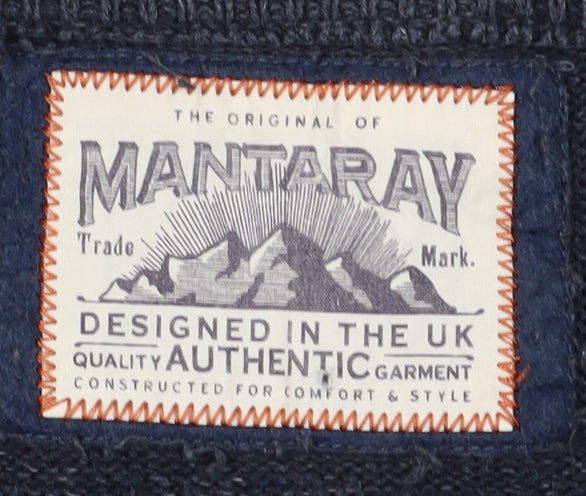 THE ORIGINAL OF
MANTARAY
Trade Mark.
DESIGNED IN THE UK
QUALITY AUTHENTIC GARMENT
CONSTRUCTED FOR COMFORT & STYLE